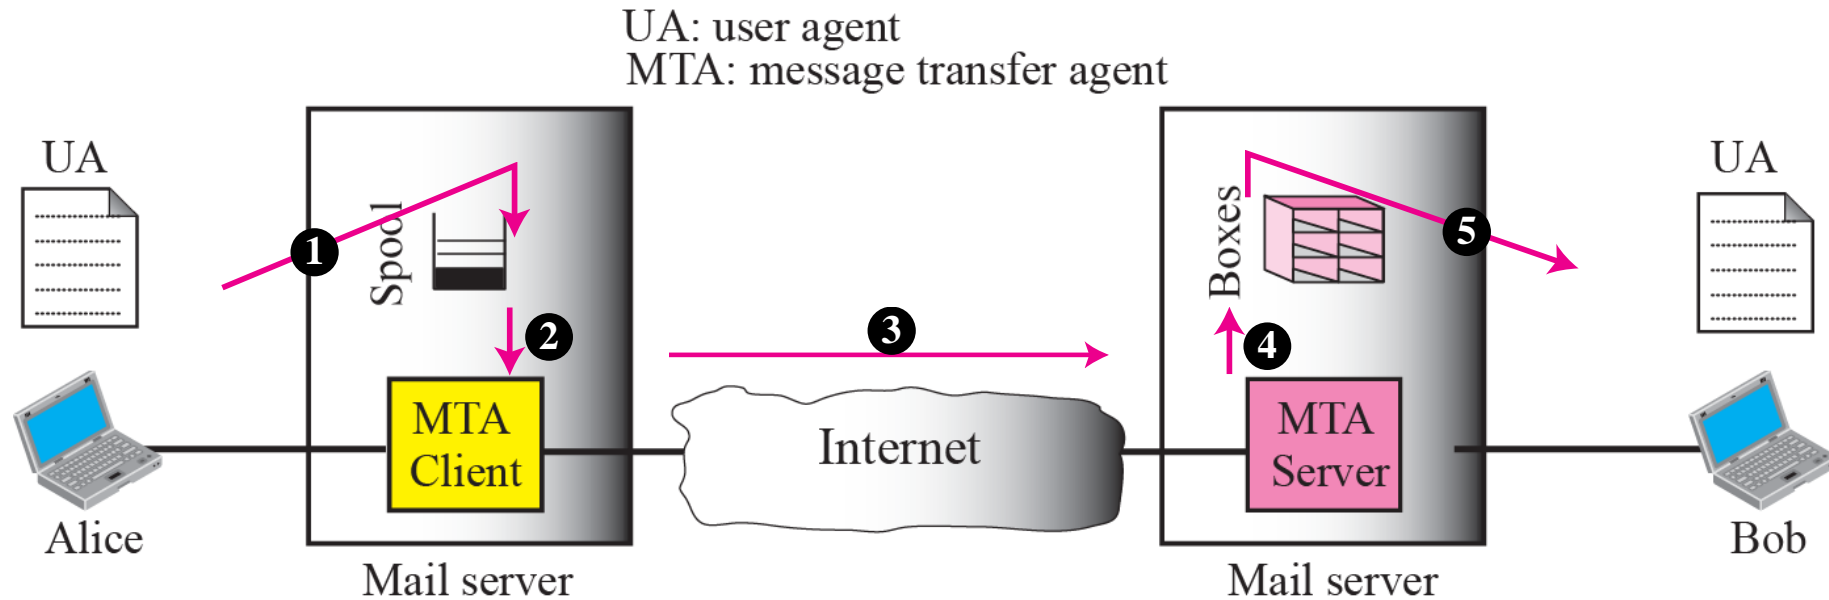 UA: user agent
MTA: message transfer agent
UA
UA
Spool
Boxes
1
5
2
3
4
MTA
Client
Internet
MTA
Server
Alice
Bob
Mail server
Mail server